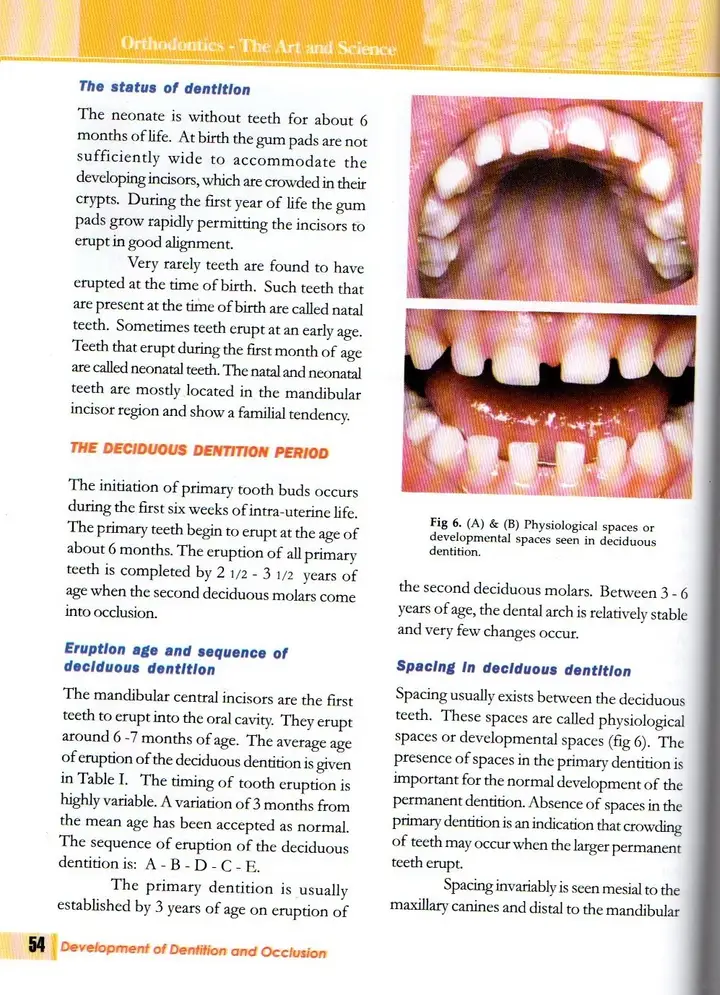 Orthodontics - The Art and Science
The status of dentition
The neonate is without teeth for about 6
months of life. At birth the gum pads are not
sufficiently wide to accommodate the
developing incisors, which are crowded in their
crypts. During the first year of life the gum
pads grow rapidly permitting the incisors to
erupt in good alignment.
Very rarely teeth are found to have
erupted at the time of birth. Such teeth that
are present at the time of birth are called natal
teeth. Sometimes teeth erupt at an early age.
Teeth that erupt during the first month of age
are called neonatal teeth. The natal and neonatal
teeth are mostly located in the mandibular
incisor region and show a familial tendency.
THE DECIDUOUS DENTITION PERIOD
The initiation of primary tooth buds occurs
during the first six weeks of intra-uterine life.
The primary teeth begin to erupt at the age of
about 6 months. The eruption of all primary
teeth is completed by 2 1/2 - 3 1/2 years of
age when the second deciduous molars come
into occlusion.
Eruption age and sequence of
deciduous dentition
The mandibular central incisors are the first
teeth to erupt into the oral cavity. They erupt
around 6 -7 months of age. The average age
of eruption of the deciduous dentition is given
in Table I. The timing of tooth eruption is
highly variable. A variation of 3 months from
the mean age has been accepted as normal.
The sequence of eruption of the deciduous
dentition is: A - B - D - C - E.
The primary dentition is usually
established by 3 years of age on eruption of
Fig 6. (A) & (B) Physiological spaces or
developmental spaces seen in deciduous
dentition.
the second deciduous molars. Between 3 - 6
years of age, the dental arch is relatively stable
and very few changes occur.
Spacing in deciduous dentition
Spacing usually exists between the deciduous
teeth. These spaces are called physiological
spaces or developmental spaces (fig 6). The
presence of spaces in the primary dentition is
important for the normal development of the
permanent dentition. Absence of spaces in the
primary dentition is an indication that crowding
of teeth may occur when the larger permanent
teeth erupt.
Spacing invariably is seen mesial to the
maxillary canines and distal to the mandibular
54 Development of Dentition and Occlusion